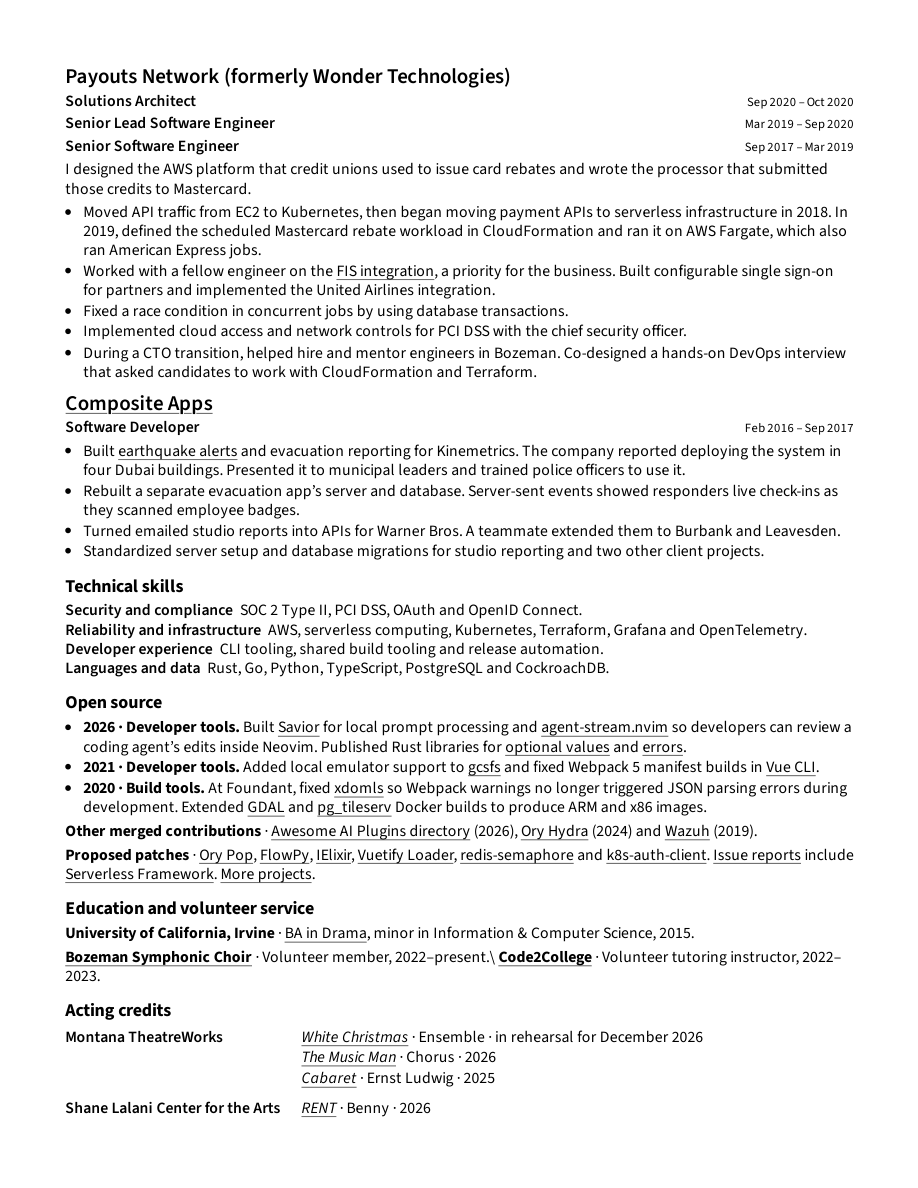 Payouts Network (formerly Wonder Technologies)
Solutions Architect Sep 2020 – Oct 2020
Senior Lead Software Engineer Mar 2019 – Sep 2020
Senior Software Engineer Sep 2017 – Mar 2019
I designed the AWS platform that credit unions used to issue card rebates and wrote the processor that submitted
those credits to Mastercard.
• Moved API traffic from EC2 to Kubernetes, then began moving payment APIs to serverless infrastructure in 2018. In
2019, defined the scheduled Mastercard rebate workload in CloudFormation and ran it on AWS Fargate, which also
ran American Express jobs.
• Worked with a fellow engineer on the FIS integration, a priority for the business. Built configurable single sign-on
for partners and implemented the United Airlines integration.
• Fixed a race condition in concurrent jobs by using database transactions.
• Implemented cloud access and network controls for PCI DSS with the chief security officer.
• During a CTO transition, helped hire and mentor engineers in Bozeman. Co-designed a hands-on DevOps interview
that asked candidates to work with CloudFormation and Terraform.
Composite Apps
Software Developer Feb 2016 – Sep 2017
• Built earthquake alerts and evacuation reporting for Kinemetrics. The company reported deploying the system in
four Dubai buildings. Presented it to municipal leaders and trained police officers to use it.
• Rebuilt a separate evacuation app’s server and database. Server-sent events showed responders live check-ins as
they scanned employee badges.
• Turned emailed studio reports into APIs for Warner Bros. A teammate extended them to Burbank and Leavesden.
• Standardized server setup and database migrations for studio reporting and two other client projects.
Technical skills
Security and compliance SOC 2 Type II, PCI DSS, OAuth and OpenID Connect.
Reliability and infrastructure AWS, serverless computing, Kubernetes, Terraform, Grafana and OpenTelemetry.
Developer experience CLI tooling, shared build tooling and release automation.
Languages and data Rust, Go, Python, TypeScript, PostgreSQL and CockroachDB.
Open source
• 2026 · Developer tools. Built Savior for local prompt processing and agent-stream.nvim so developers can review a
coding agent’s edits inside Neovim. Published Rust libraries for optional values and errors.
• 2021 · Developer tools. Added local emulator support to gcsfs and fixed Webpack 5 manifest builds in Vue CLI.
• 2020 · Build tools. At Foundant, fixed xdomls so Webpack warnings no longer triggered JSON parsing errors during
development. Extended GDAL and pg_tileserv Docker builds to produce ARM and x86 images.
Other merged contributions · Awesome AI Plugins directory (2026), Ory Hydra (2024) and Wazuh (2019).
Proposed patches · Ory Pop, FlowPy, IElixir, Vuetify Loader, redis-semaphore and k8s-auth-client. Issue reports include
Serverless Framework. More projects.
Education and volunteer service
University of California, Irvine · BA in Drama, minor in Information & Computer Science, 2015.
Bozeman Symphonic Choir · Volunteer member, 2022–present.\ Code2College · Volunteer tutoring instructor, 2022–
2023.
Acting credits
Montana TheatreWorks White Christmas · Ensemble · in rehearsal for December 2026
The Music Man · Chorus · 2026
Cabaret · Ernst Ludwig · 2025
Shane Lalani Center for the Arts RENT · Benny · 2026